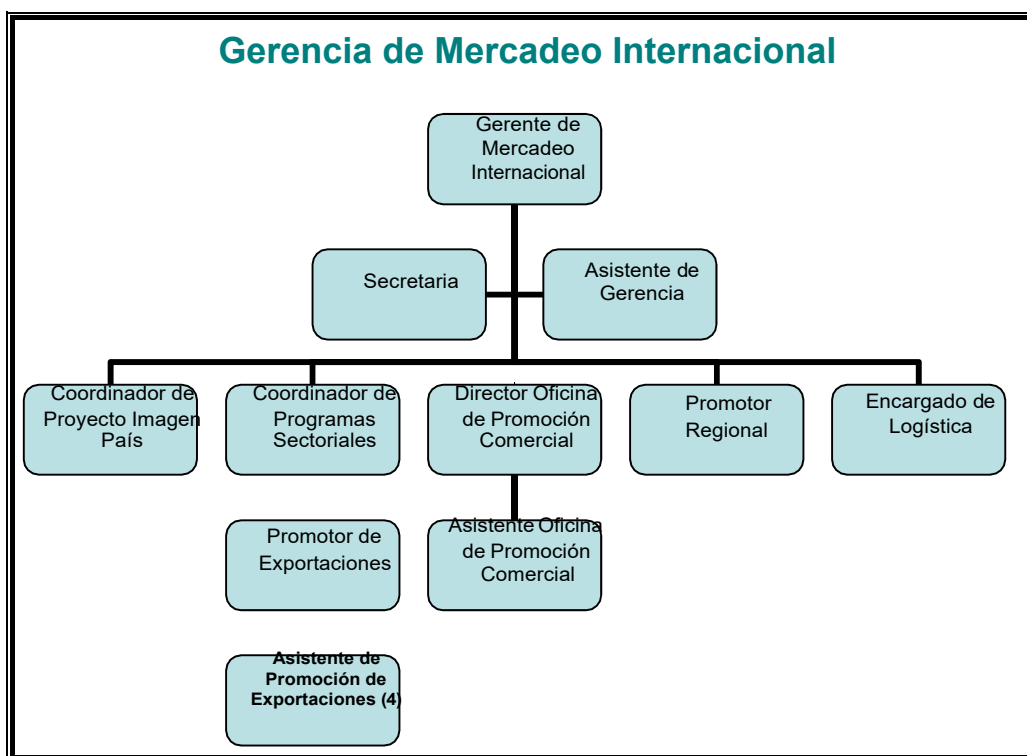 Gerencia de Mercadeo Internacional
Gerente de
Mercadeo
Internacional
Secretaria
Asistente de
Gerencia
Coordinador de
Proyecto Imagen
País
Coordinador de
Programas
Sectoriales
Director Oficina
de Promoción
Comercial
Promotor
Regional
Encargado de
Logística
Promotor de
Exportaciones
Asistente Oficina
de Promoción
Comercial
Asistente de
Promoción de
Exportaciones (4)